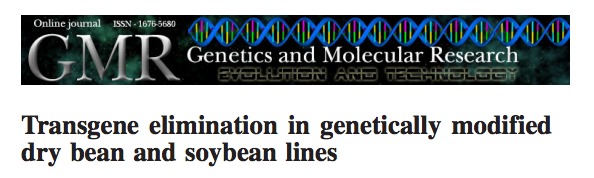 Online journal ISSN - 1676-5680
GMR Genetics and Molecular Research
EVOLUTION AND TECHNOLOGY
Transgene elimination in genetically modified
dry bean and soybean lines